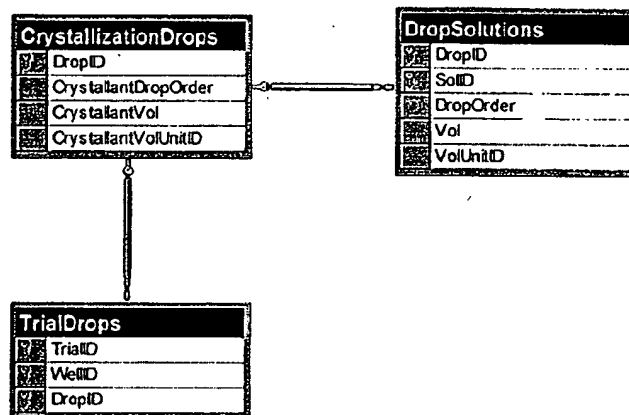 CrystallizationDrops
DropID
CrystallantDropOrder
CrystallantVol
CrystallantVolUnitID
DropSolutions
DropID
SolID
DropOrder
Vol
VolUnitID
TrialDrops
TrialID
WellID
DropID